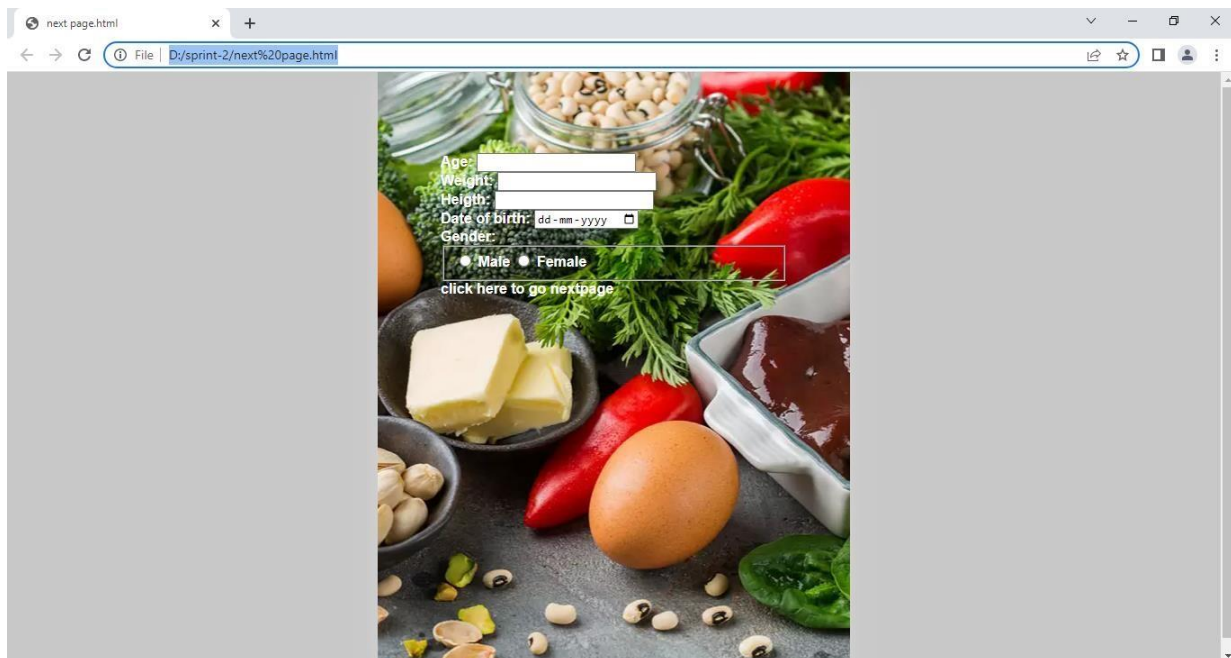 next page.html
File D:/sprint-2/next%20page.html
Age:
Weight:
Heigth:
Date of birth: dd-mm-yyyy
Gender:
Male Female
click here to go nextpage